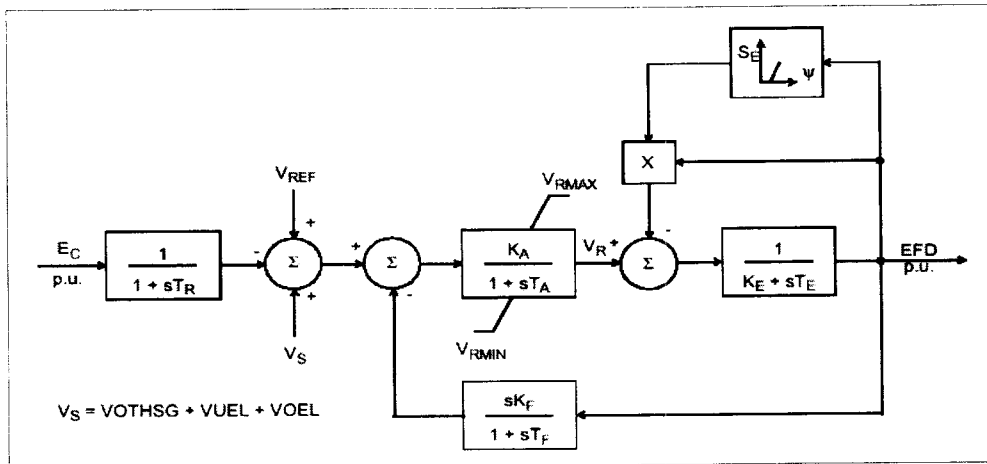 S_E
ψ
X
V_REF
V_RMAX
E_C
p.u.
1
1 + sT_R
-
+
Σ
+
+
Σ
-
K_A
1 + sT_A
V_R
+
-
Σ
1
K_E + sT_E
EFD
p.u.
V_S
V_RMIN
V_S = VOTHSG + VUEL + VOEL
sK_F
1 + sT_F